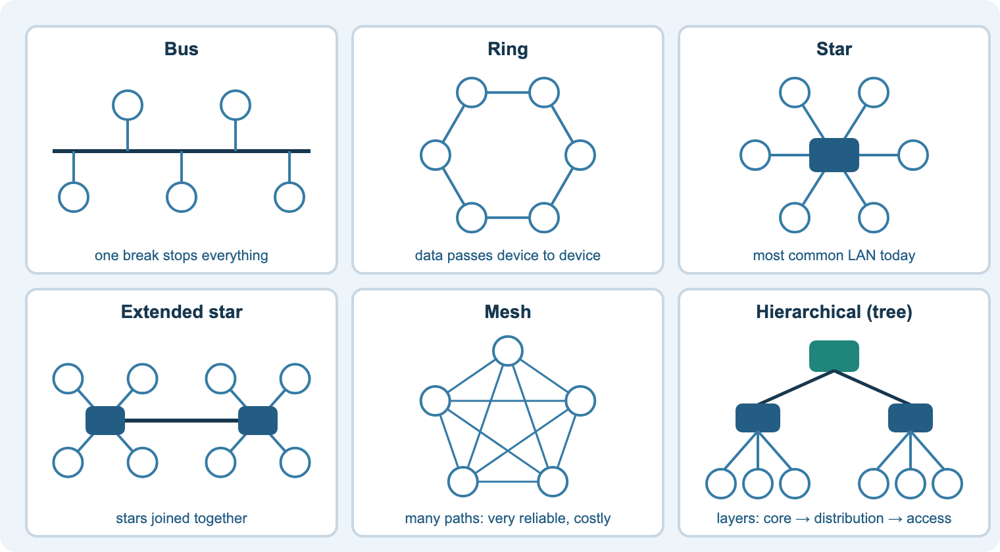 Bus
one break stops everything
Ring
data passes device to device
Star
most common LAN today
Extended star
stars joined together
Mesh
many paths: very reliable, costly
Hierarchical (tree)
layers: core → distribution → access